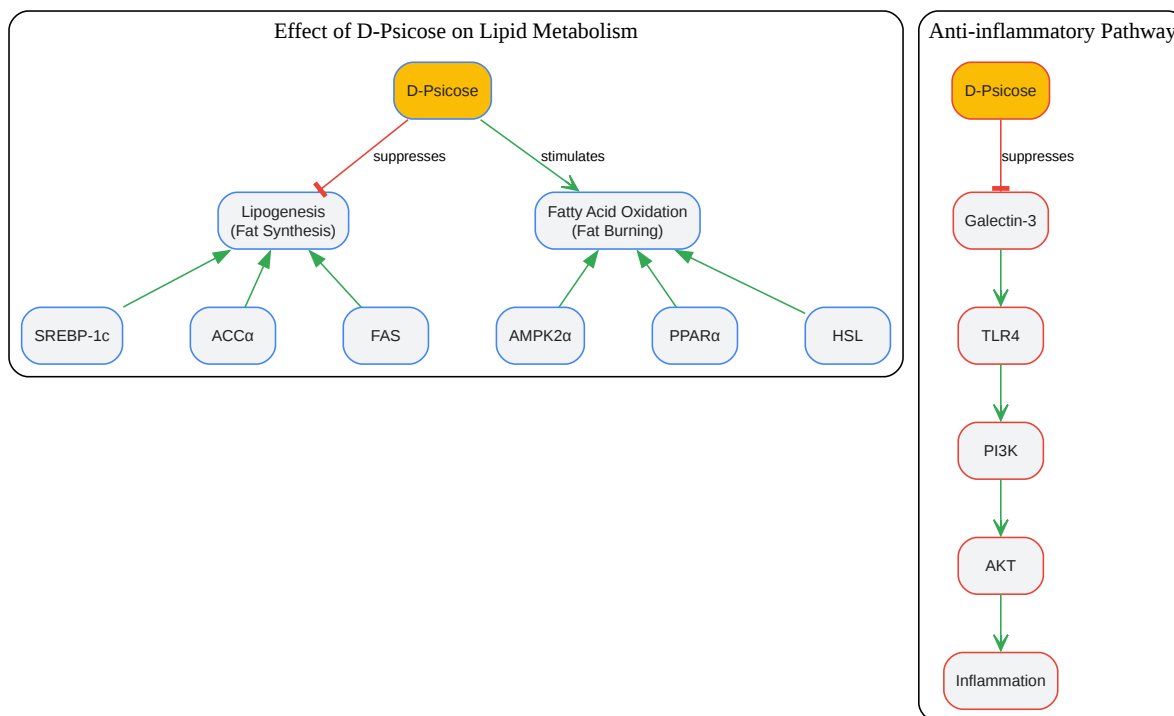 Effect of D-Psicose on Lipid Metabolism
D-Psicose
suppresses
stimulates
Lipogenesis
(Fat Synthesis)
Fatty Acid Oxidation
(Fat Burning)
SREBP-1c
ACCα
FAS
AMPK2α
PPARα
HSL
Anti-inflammatory Pathway
D-Psicose
suppresses
Galectin-3
TLR4
PI3K
AKT
Inflammation